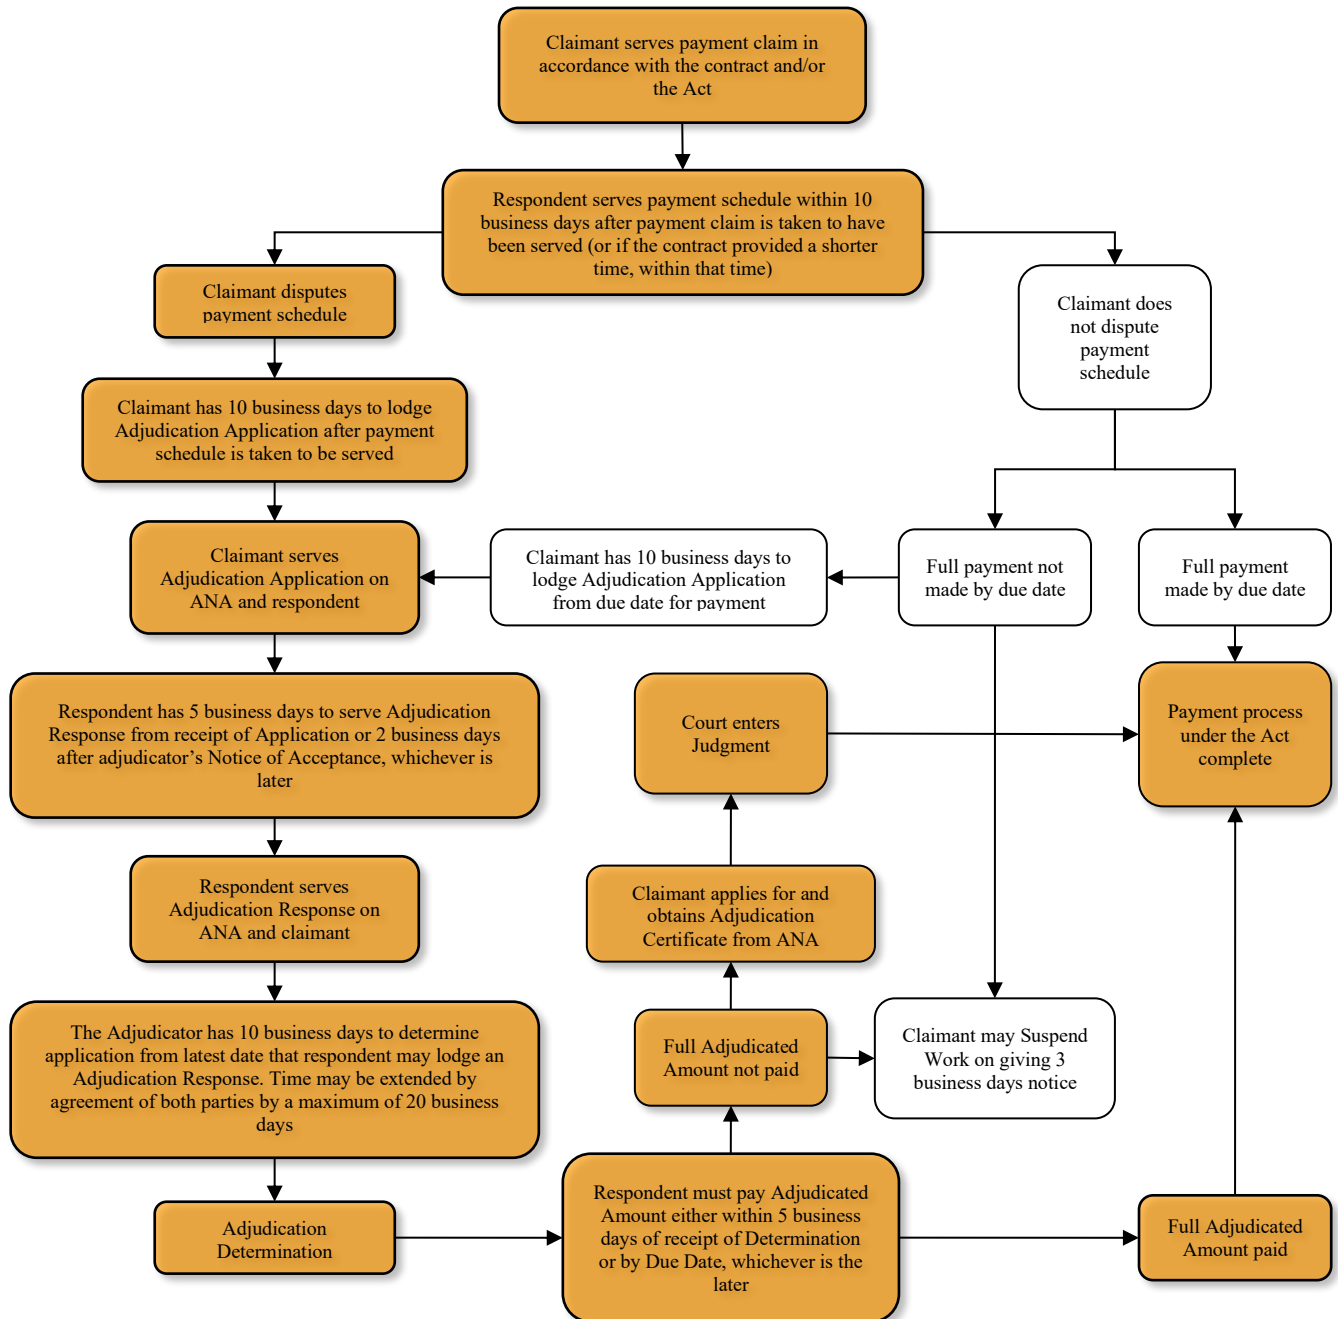 Claimant serves payment claim in
accordance with the contract and/or
the Act
Respondent serves payment schedule within 10
business days after payment claim is taken to have
been served (or if the contract provided a shorter
time, within that time)
Claimant disputes
payment schedule
Claimant does
not dispute
payment
schedule
Claimant has 10 business days to lodge
Adjudication Application after payment
schedule is taken to be served
Claimant serves
Adjudication Application on
ANA and respondent
Claimant has 10 business days to
lodge Adjudication Application
from due date for payment
Full payment not
made by due date
Full payment
made by due date
Respondent has 5 business days to serve Adjudication
Response from receipt of Application or 2 business days
after adjudicator’s Notice of Acceptance, whichever is
later
Court enters
Judgment
Payment process
under the Act
complete
Respondent serves
Adjudication Response on
ANA and claimant
Claimant applies for and
obtains Adjudication
Certificate from ANA
The Adjudicator has 10 business days to determine
application from latest date that respondent may lodge an
Adjudication Response. Time may be extended by
agreement of both parties by a maximum of 20 business
days
Full Adjudicated
Amount not paid
Claimant may Suspend
Work on giving 3
business days notice
Adjudication
Determination
Respondent must pay Adjudicated
Amount either within 5 business
days of receipt of Determination
or by Due Date, whichever is the
later
Full Adjudicated
Amount paid